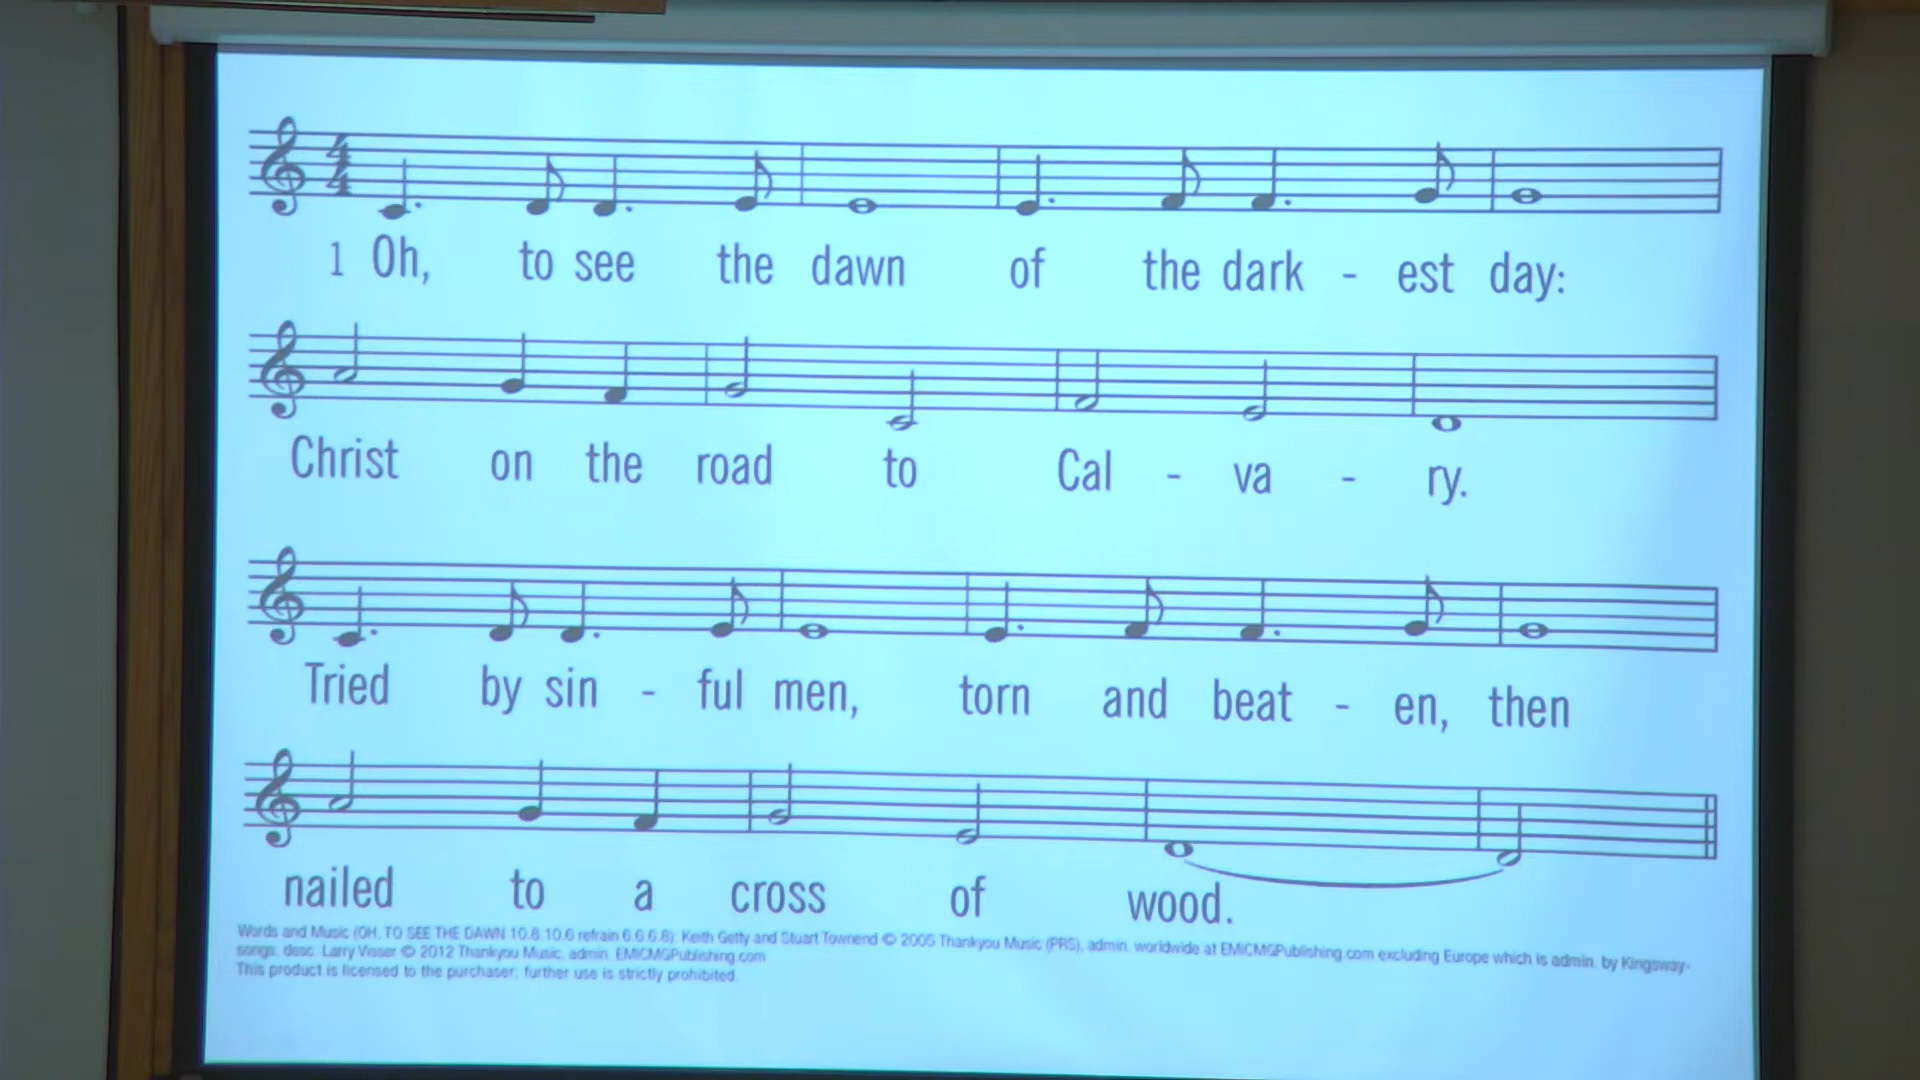 1 Oh, to see the dawn of the dark - est day:
Christ on the road to Cal - va - ry.
Tried by sin - ful men, torn and beat - en, then
nailed to a cross of wood.
Words and Music (OH, TO SEE THE DAWN 10.8.10.6 refrain 6.6.6.8): Keith Getty and Stuart Townend © 2005 Thankyou Music (PRS), admin. worldwide at EMICMGPublishing.com excluding Europe which is admin. by Kingsway-
songs; desc. Larry Visser © 2012 Thankyou Music, admin. EMICMGPublishing.com
This product is licensed to the purchaser; further use is strictly prohibited.